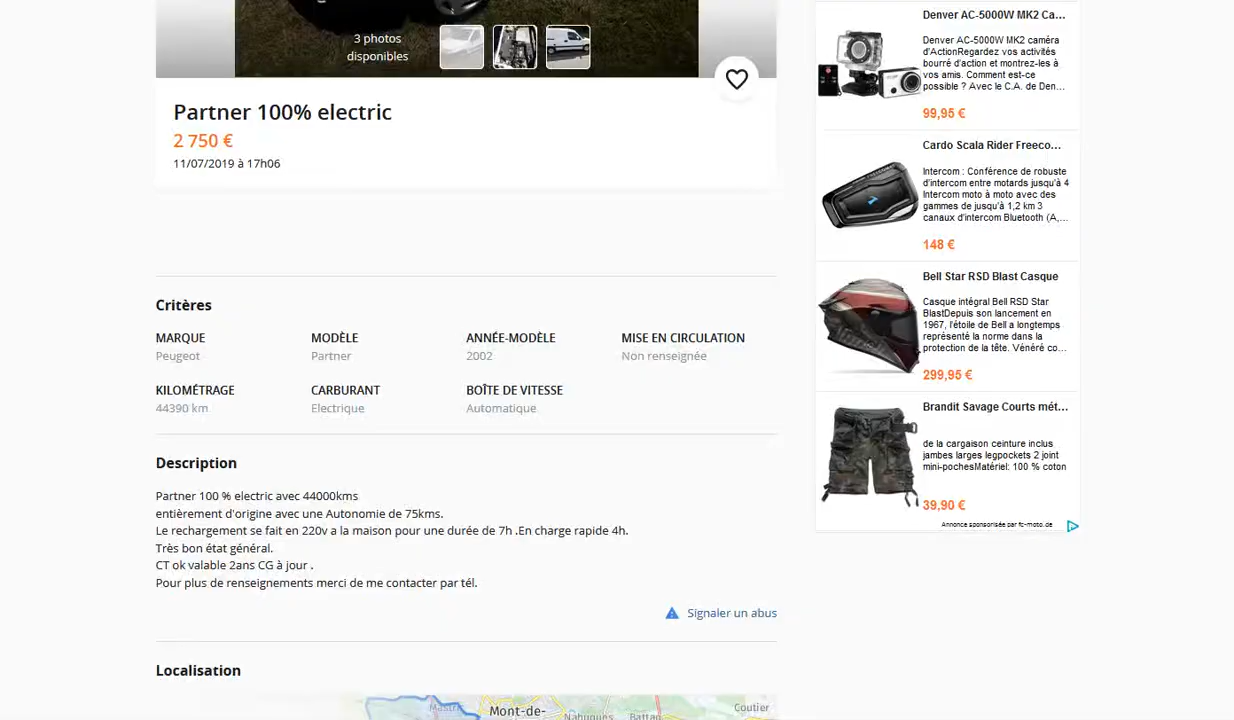 3 photos
disponibles
Partner 100% electric
2 750 €
11/07/2019 à 17h06
Critères
MARQUE
Peugeot
MODÈLE
Partner
ANNÉE-MODÈLE
2002
MISE EN CIRCULATION
Non renseignée
KILOMÉTRAGE
44390 km
CARBURANT
Electrique
BOÎTE DE VITESSE
Automatique
Description
Partner 100 % electric avec 44000kms
entièrement d'origine avec une Autonomie de 75kms.
Le rechargement se fait en 220v a la maison pour une durée de 7h .En charge rapide 4h.
Très bon état général.
CT ok valable 2ans CG à jour .
Pour plus de renseignements merci de me contacter par tél.
Signaler un abus
Localisation
Mont-de-
Nahuques
Battag
Coutier
Denver AC-5000W MK2 Ca...
Denver AC-5000W MK2 caméra
d'ActionRegardez vos activités
bourré d'action et montrez-les à
vos amis. Comment est-ce
possible ? Avec le C.A. de Den...
99,95 €
Cardo Scala Rider Freeco...
Intercom : Conférence de robuste
d'intercom entre motards jusqu'à 4
Intercom moto à moto avec des
gammes de jusqu'à 1,2 km 3
canaux d'intercom Bluetooth (A,...
148 €
Bell Star RSD Blast Casque
Casque intégral Bell RSD Star
BlastDepuis son lancement en
1967, l'étoile de Bell a longtemps
représenté la norme dans la
protection de la tête. Vénéré co...
299,95 €
Brandit Savage Courts mét...
de la cargaison ceinture inclus
jambes larges legpockets 2 joint
mini-pochesMatériel: 100 % coton
39,90 €
Annonce sponsorisée par fc-moto.de